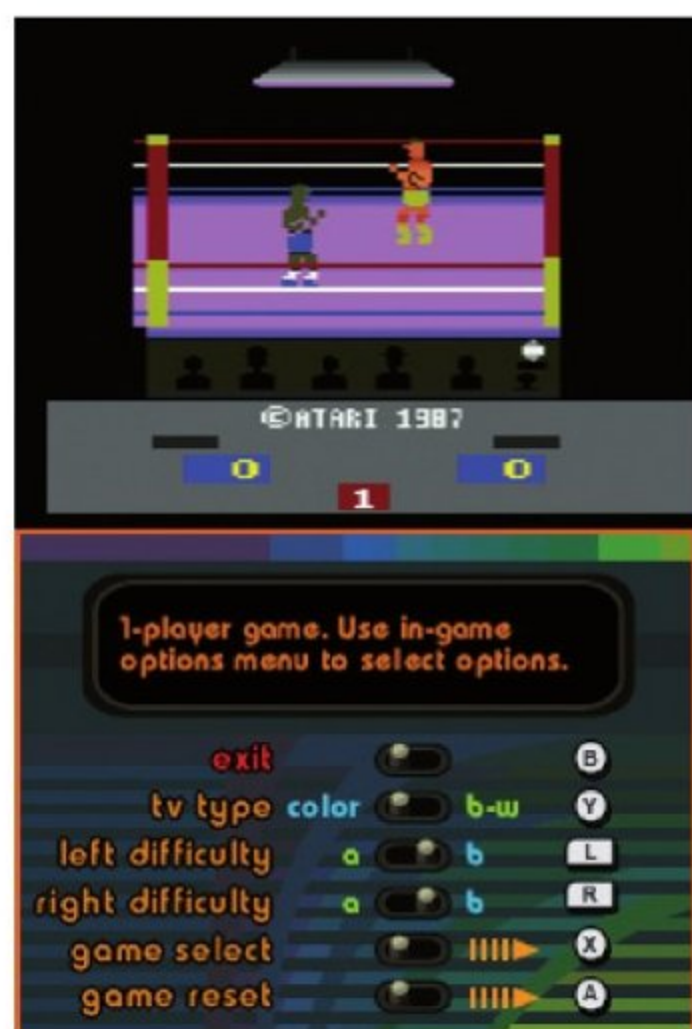 ©ATARI 1987
0 0
1
1-player game. Use in-game
options menu to select options.
exit B
tv type color b-w Y
left difficulty a b L
right difficulty a b R
game select X
game reset A